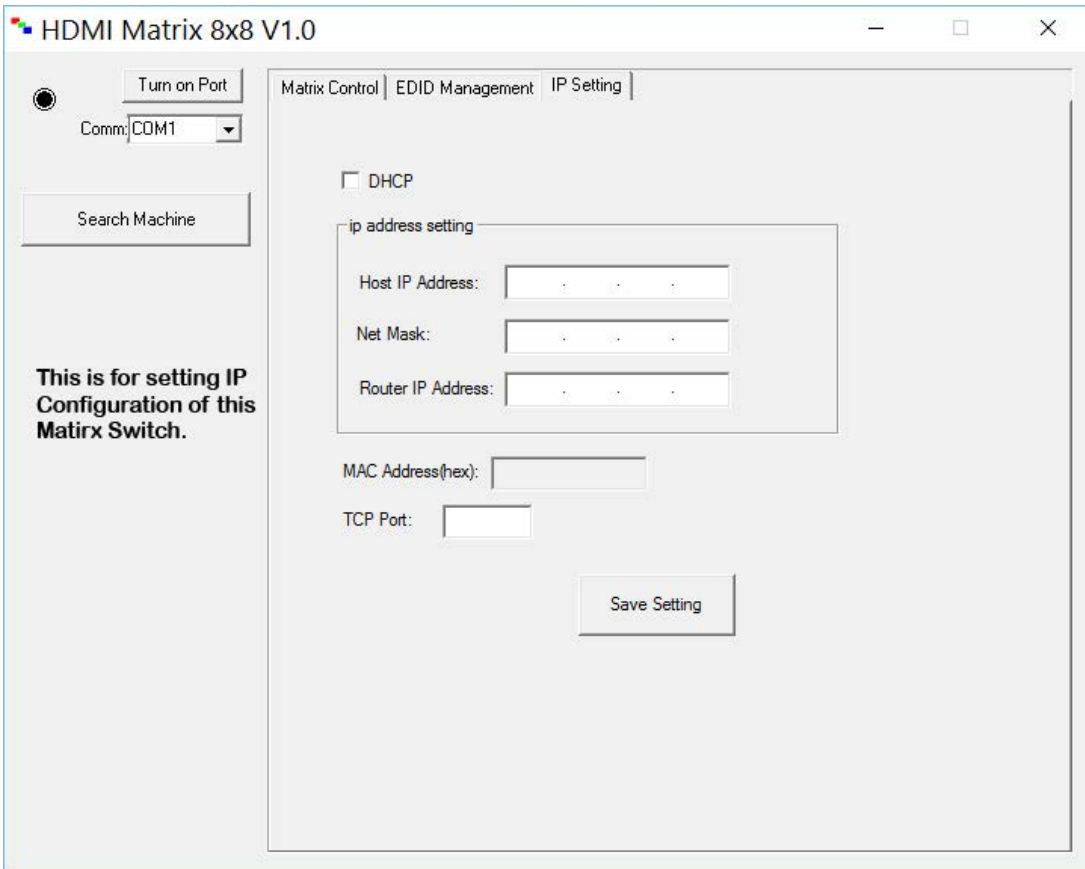 HDMI Matrix 8x8 V1.0
Turn on Port
Comm: COM1
Search Machine
This is for setting IP
Configuration of this
Matirx Switch.
Matrix Control EDID Management IP Setting
DHCP
ip address setting
Host IP Address: . . .
Net Mask: . . .
Router IP Address: . . .
MAC Address(hex):
TCP Port:
Save Setting